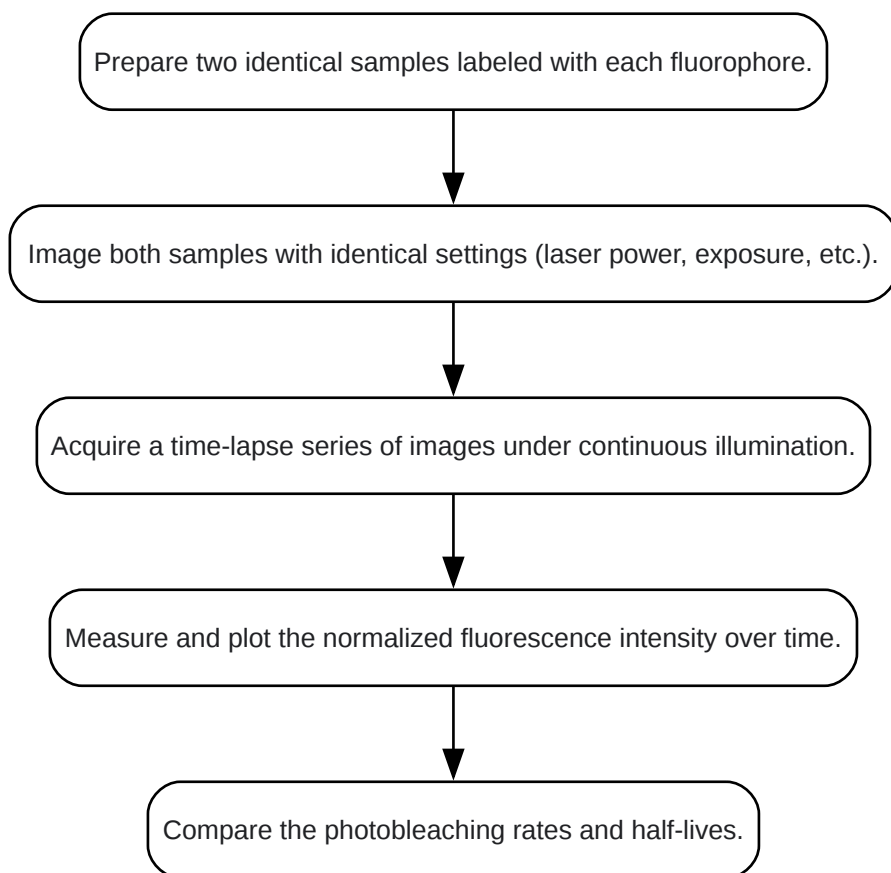 Prepare two identical samples labeled with each fluorophore.
Image both samples with identical settings (laser power, exposure, etc.).
Acquire a time-lapse series of images under continuous illumination.
Measure and plot the normalized fluorescence intensity over time.
Compare the photobleaching rates and half-lives.